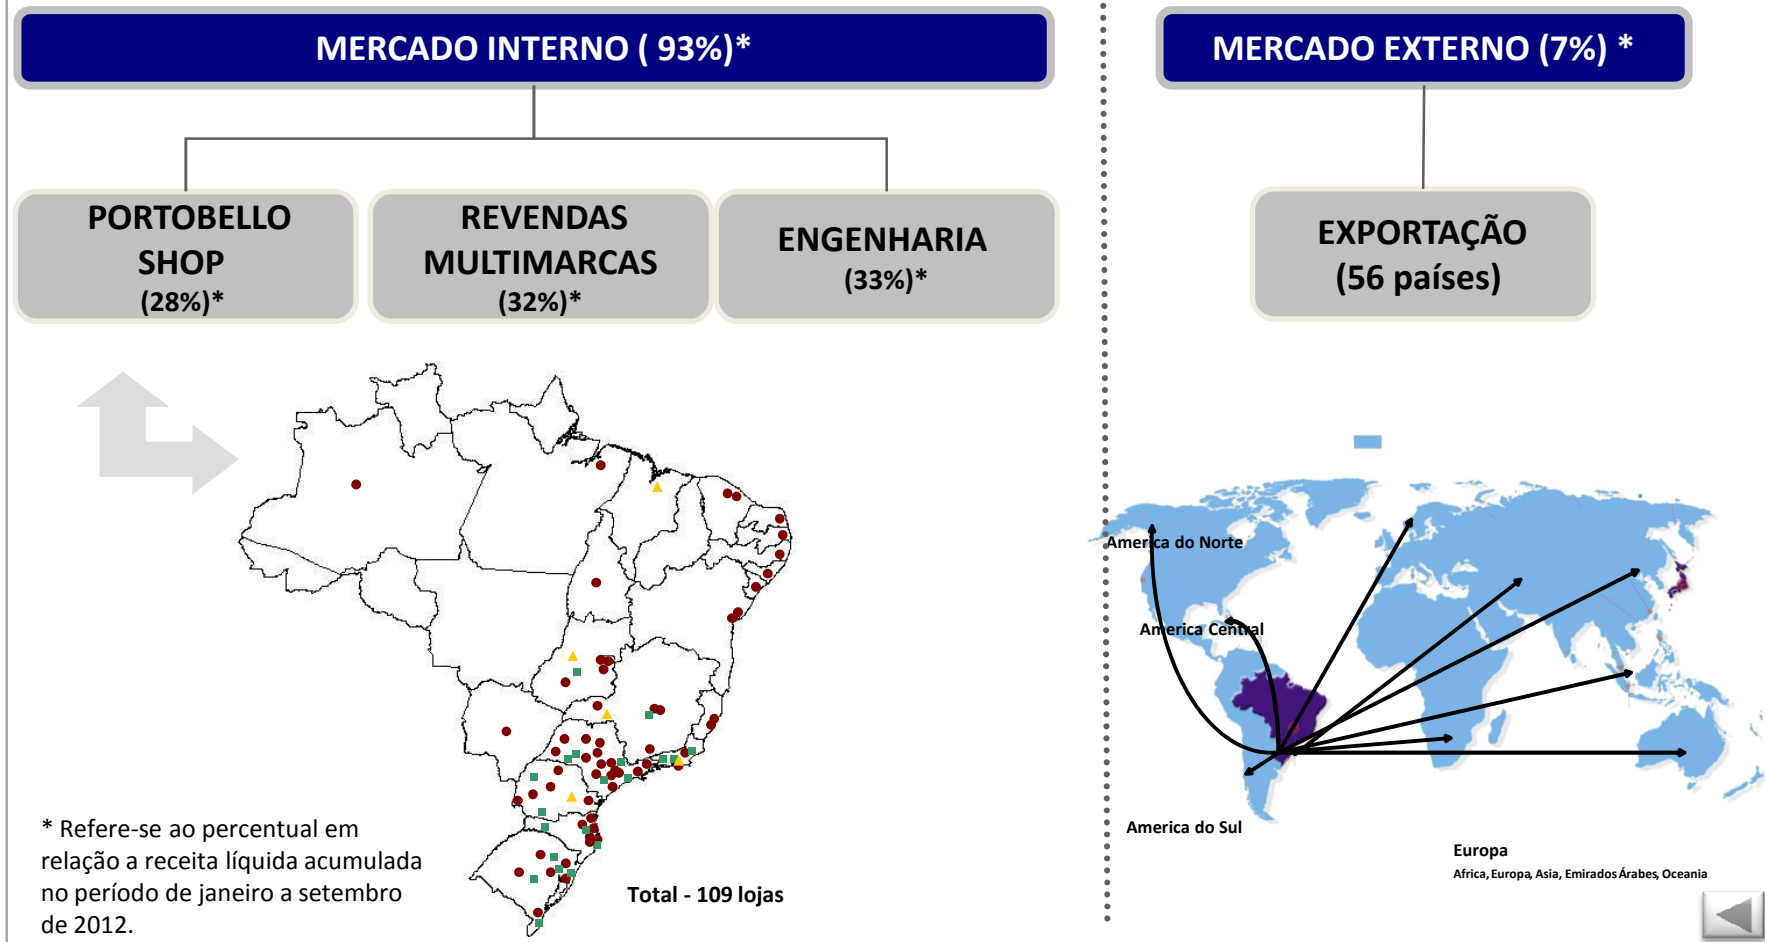 MERCADO INTERNO ( 93%)*
MERCADO EXTERNO (7%) *
PORTOBELLO
SHOP
(28%)*
REVENDAS
MULTIMARCAS
(32%)*
ENGENHARIA
(33%)*
EXPORTAÇÃO
(56 países)
America do Norte
America Central
America do Sul
Europa
Africa, Europa, Asia, Emirados Árabes, Oceania
* Refere-se ao percentual em
relação a receita líquida acumulada
no período de janeiro a setembro
de 2012.
Total - 109 lojas